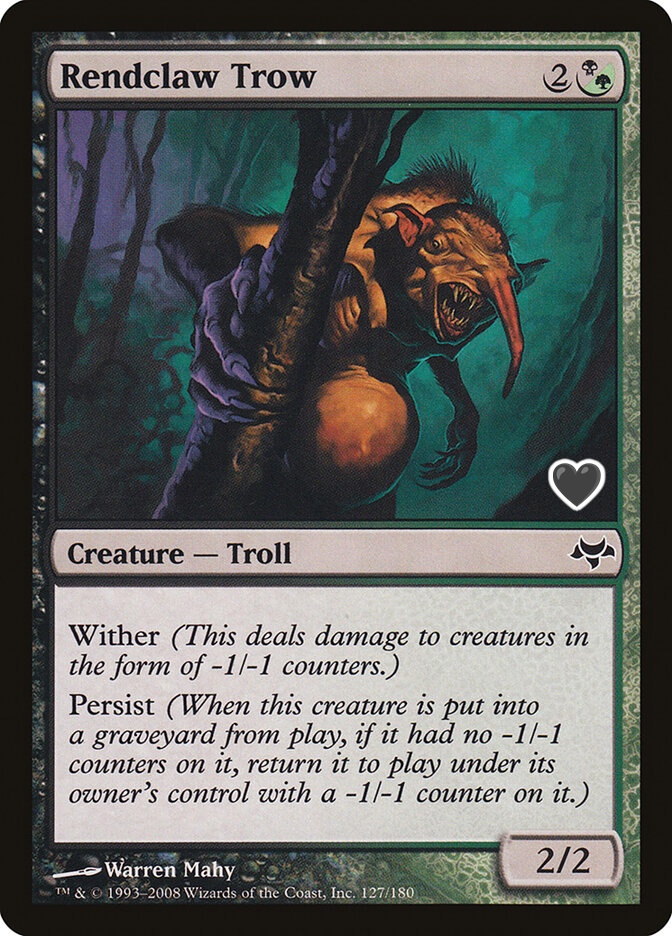 Rendclaw Trow 2
Creature — Troll
Wither (This deals damage to creatures in
the form of -1/-1 counters.)
Persist (When this creature is put into
a graveyard from play, if it had no -1/-1
counters on it, return it to play under its
owner's control with a -1/-1 counter on it.)
2/2
Warren Mahy
™ & © 1993–2008 Wizards of the Coast, Inc. 127/180